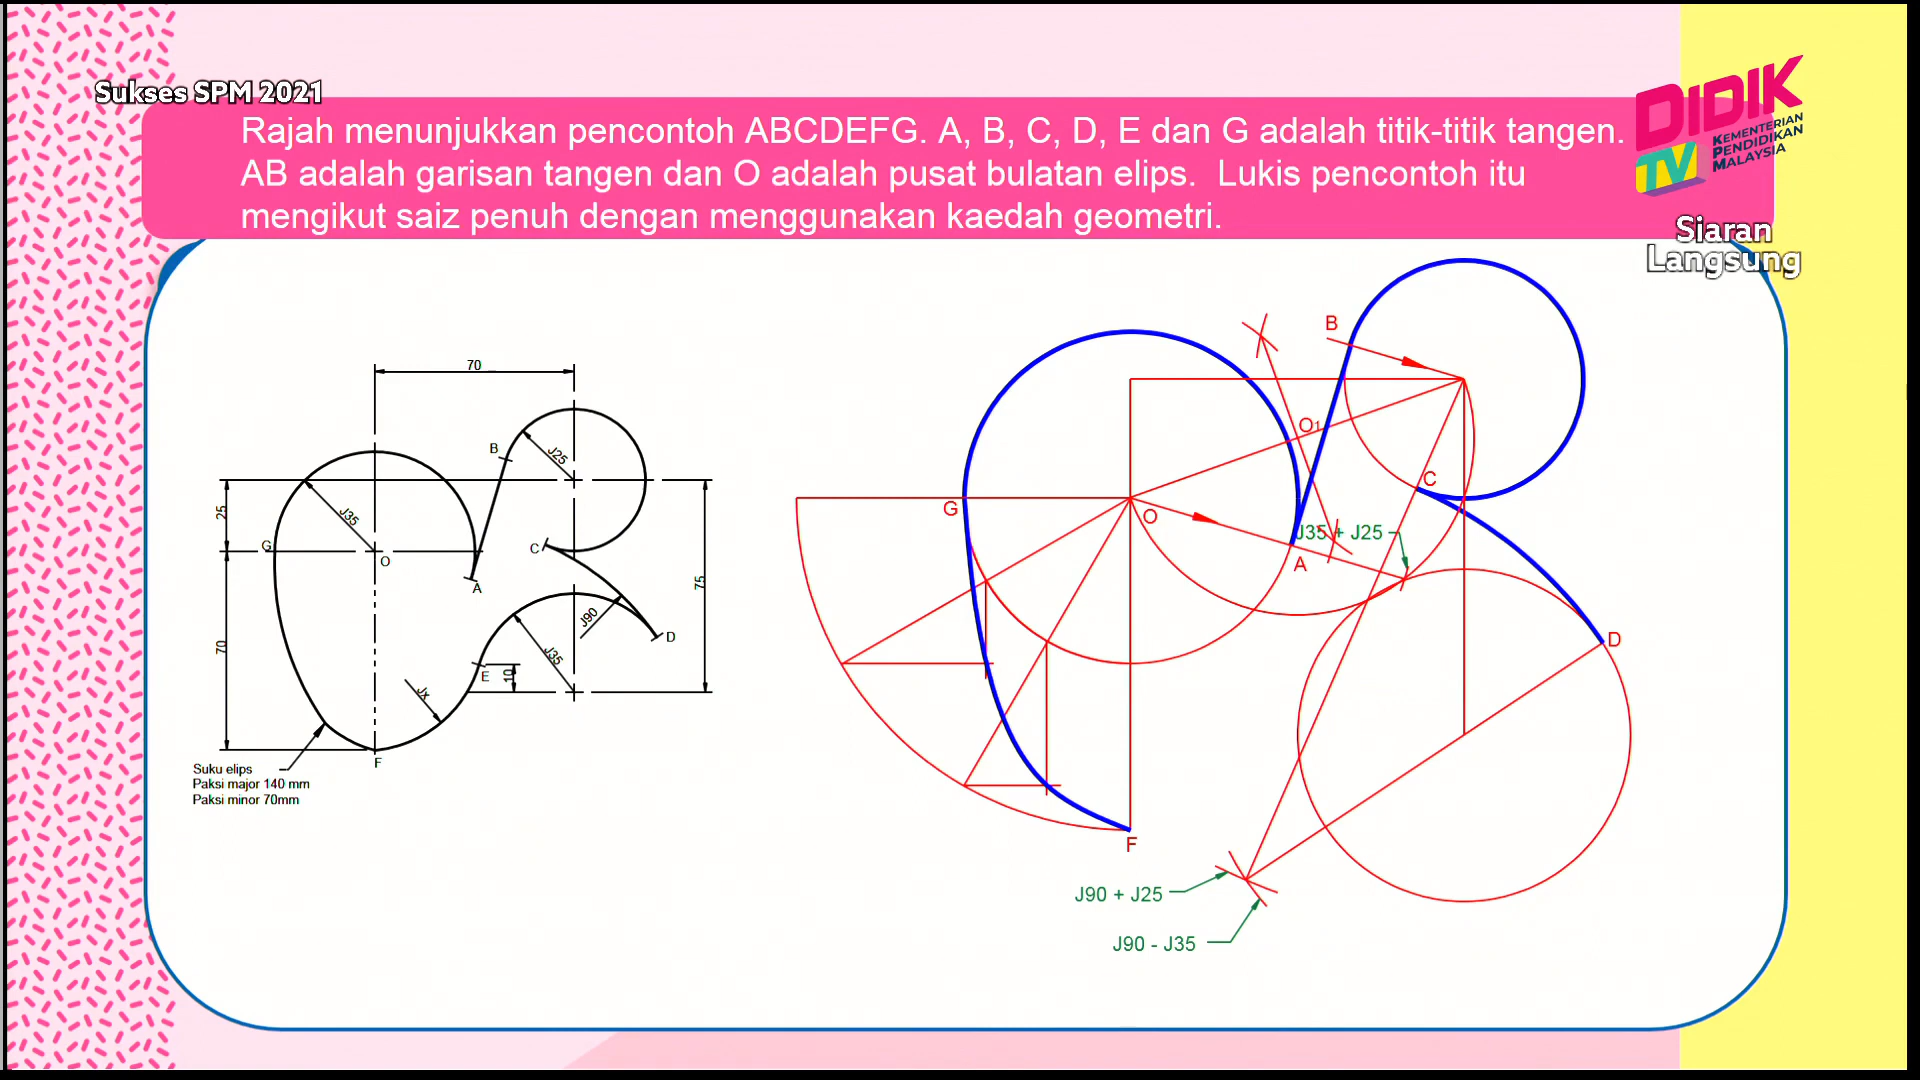 Sukses SPM 2021
Rajah menunjukkan pencontoh ABCDEFG. A, B, C, D, E dan G adalah titik-titik tangen.
AB adalah garisan tangen dan O adalah pusat bulatan elips. Lukis pencontoh itu
mengikut saiz penuh dengan menggunakan kaedah geometri.
DIDIK
TV
KEMENTERIAN
PENDIDIKAN
MALAYSIA
Siaran
Langsung
70
B
J25
25
J35
G
O
C
A
75
J90
D
70
J35
E
10
Jx
F
Suku elips
Paksi major 140 mm
Paksi minor 70mm
B
O1
C
G
O
J35 + J25
A
D
F
J90 + J25
J90 - J35